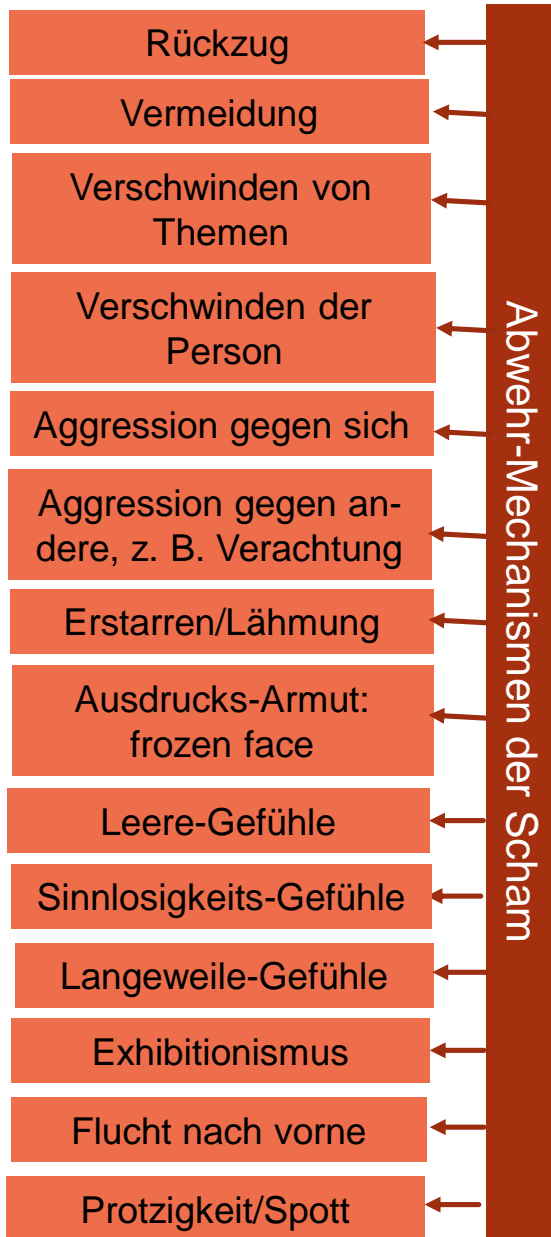 Rückzug
Vermeidung
Verschwinden von
Themen
Verschwinden der
Person
Aggression gegen sich
Aggression gegen an-
dere, z. B. Verachtung
Erstarren/Lähmung
Ausdrucks-Armut:
frozen face
Leere-Gefühle
Sinnlosigkeits-Gefühle
Langeweile-Gefühle
Exhibitionismus
Flucht nach vorne
Protzigkeit/Spott
Abwehr-Mechanismen der Scham